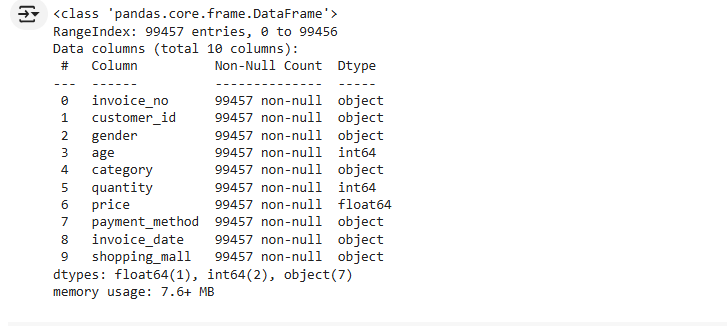 <class 'pandas.core.frame.DataFrame'>
RangeIndex: 99457 entries, 0 to 99456
Data columns (total 10 columns):
 #   Column          Non-Null Count  Dtype
---  ------          --------------  -----
 0   invoice_no      99457 non-null  object
 1   customer_id     99457 non-null  object
 2   gender          99457 non-null  object
 3   age             99457 non-null  int64
 4   category        99457 non-null  object
 5   quantity        99457 non-null  int64
 6   price           99457 non-null  float64
 7   payment_method  99457 non-null  object
 8   invoice_date    99457 non-null  object
 9   shopping_mall   99457 non-null  object
dtypes: float64(1), int64(2), object(7)
memory usage: 7.6+ MB